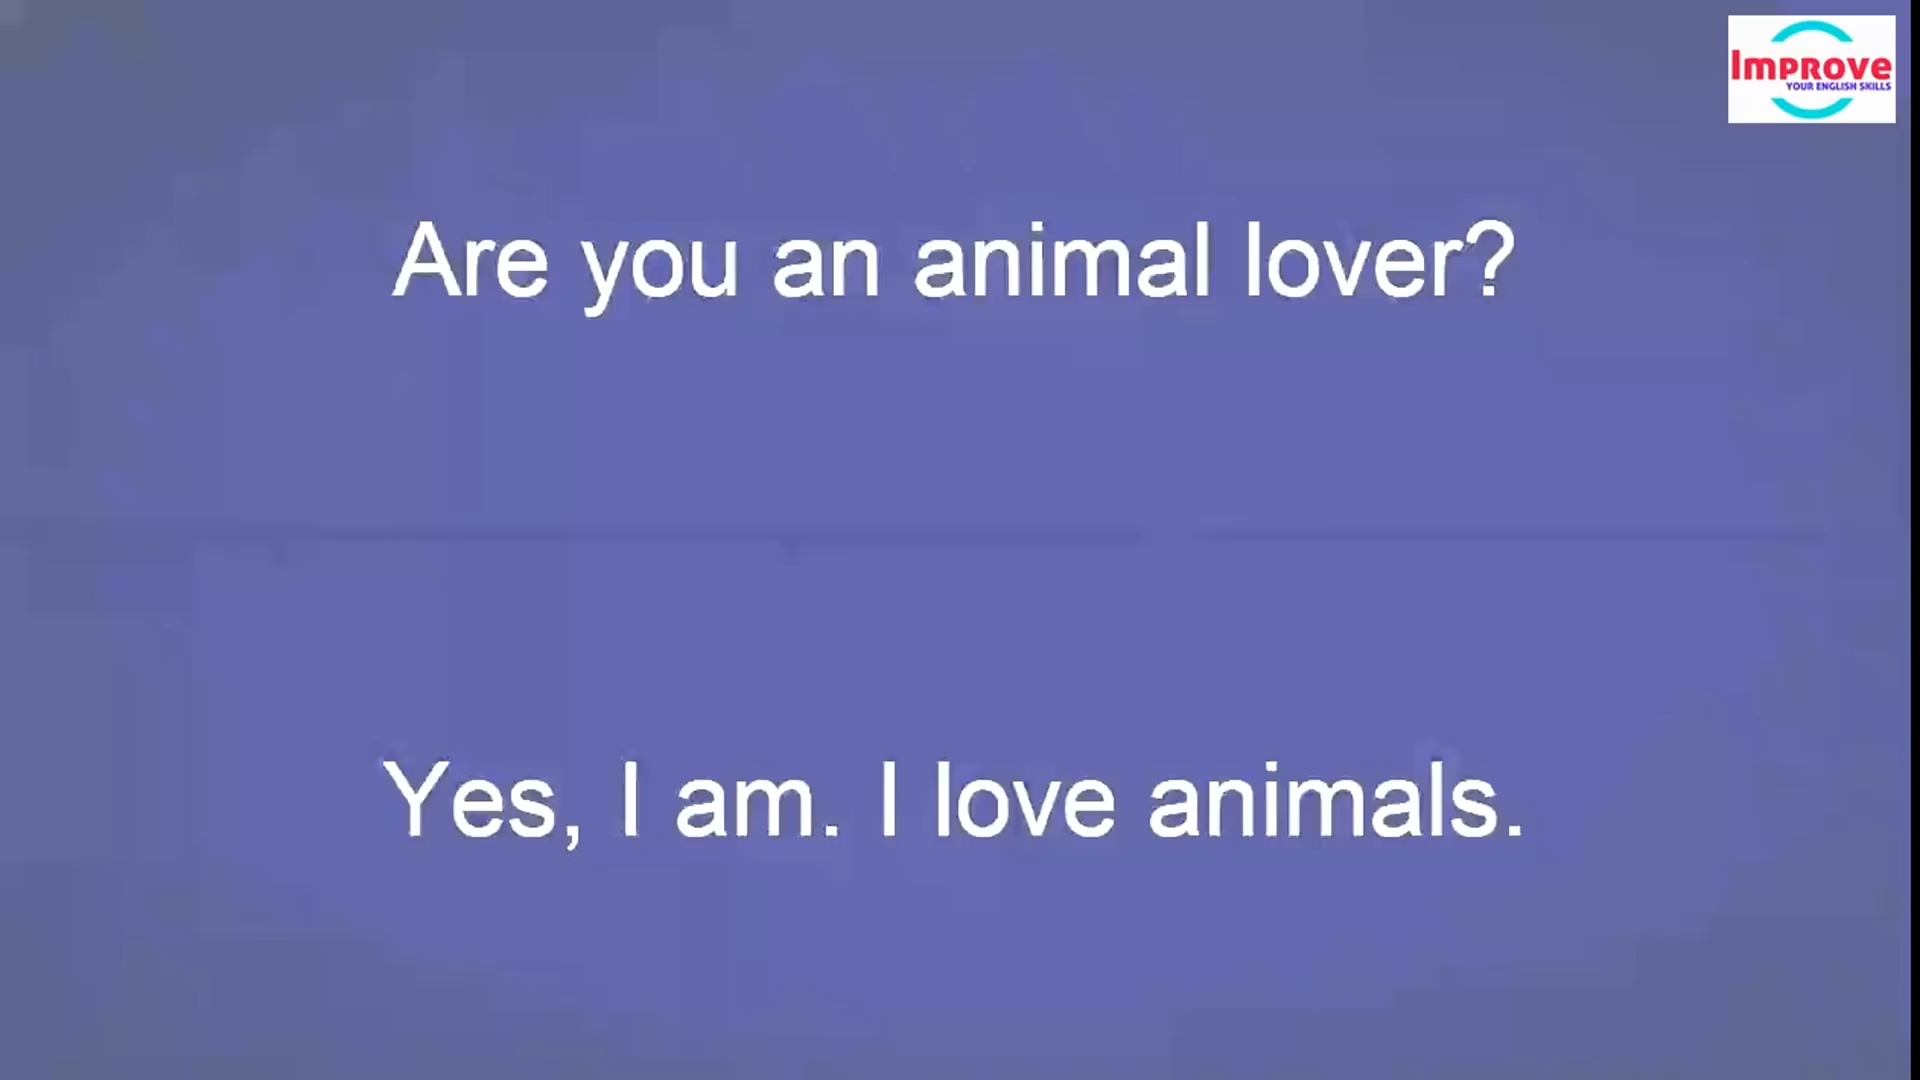 Improve
YOUR ENGLISH SKILLS
Are you an animal lover?
Yes, I am. I love animals.